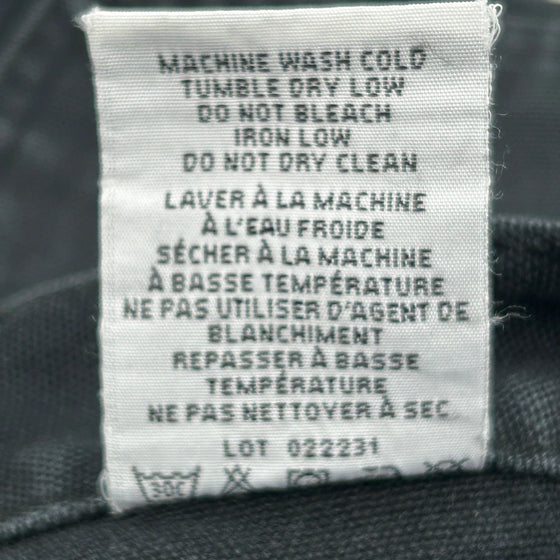 MACHINE WASH COLD
TUMBLE DRY LOW
DO NOT BLEACH
IRON LOW
DO NOT DRY CLEAN
LAVER À LA MACHINE
À L'EAU FROIDE
SÉCHER À LA MACHINE
À BASSE TEMPÉRATURE
NE PAS UTILISER D'AGENT DE
BLANCHIMENT
REPASSER À BASSE
TEMPÉRATURE
NE PAS NETTOYER À SEC
LOT 022231
30C